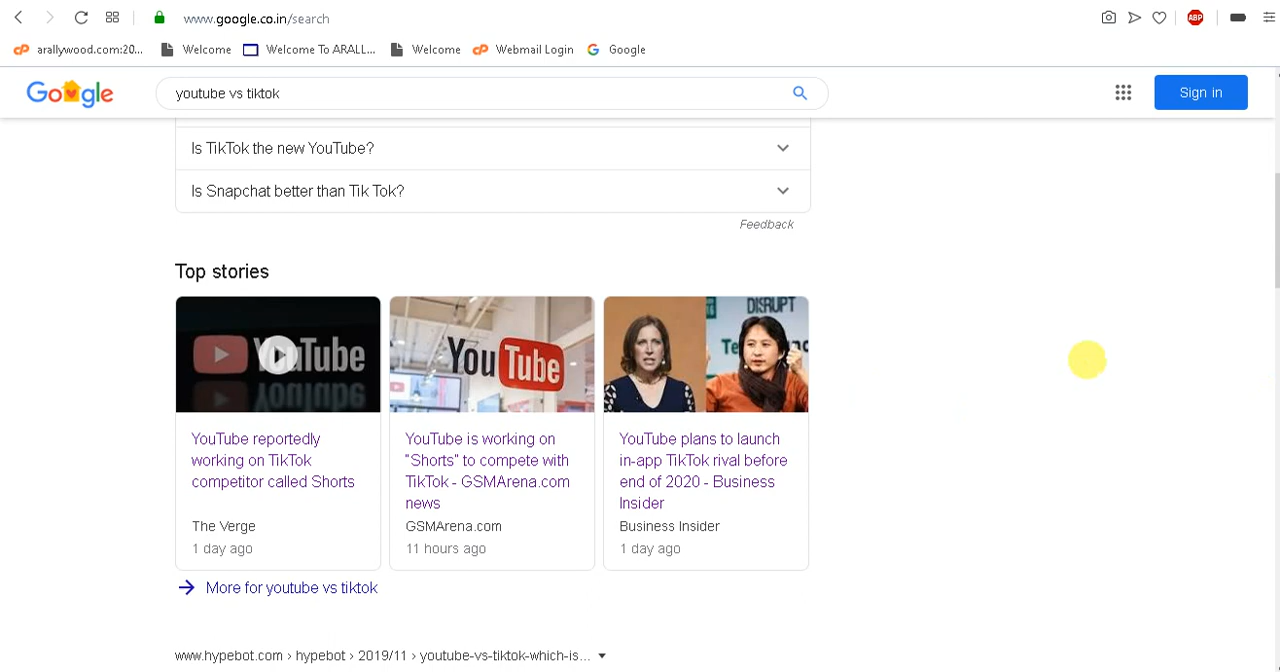 www.google.co.in/search
ABP
arallywood.com:20...
Welcome
Welcome To ARALL...
Welcome
Webmail Login
Google
Google
youtube vs tiktok
Sign in
Is TikTok the new YouTube?
Is Snapchat better than Tik Tok?
Feedback
Top stories
YouTube
YouTube
DISRUPT
Te
YouTube reportedly
working on TikTok
competitor called Shorts
The Verge
1 day ago
YouTube is working on
"Shorts" to compete with
TikTok - GSMArena.com
news
GSMArena.com
11 hours ago
YouTube plans to launch
in-app TikTok rival before
end of 2020 - Business
Insider
Business Insider
1 day ago
More for youtube vs tiktok
www.hypebot.com › hypebot › 2019/11 › youtube-vs-tiktok-which-is...